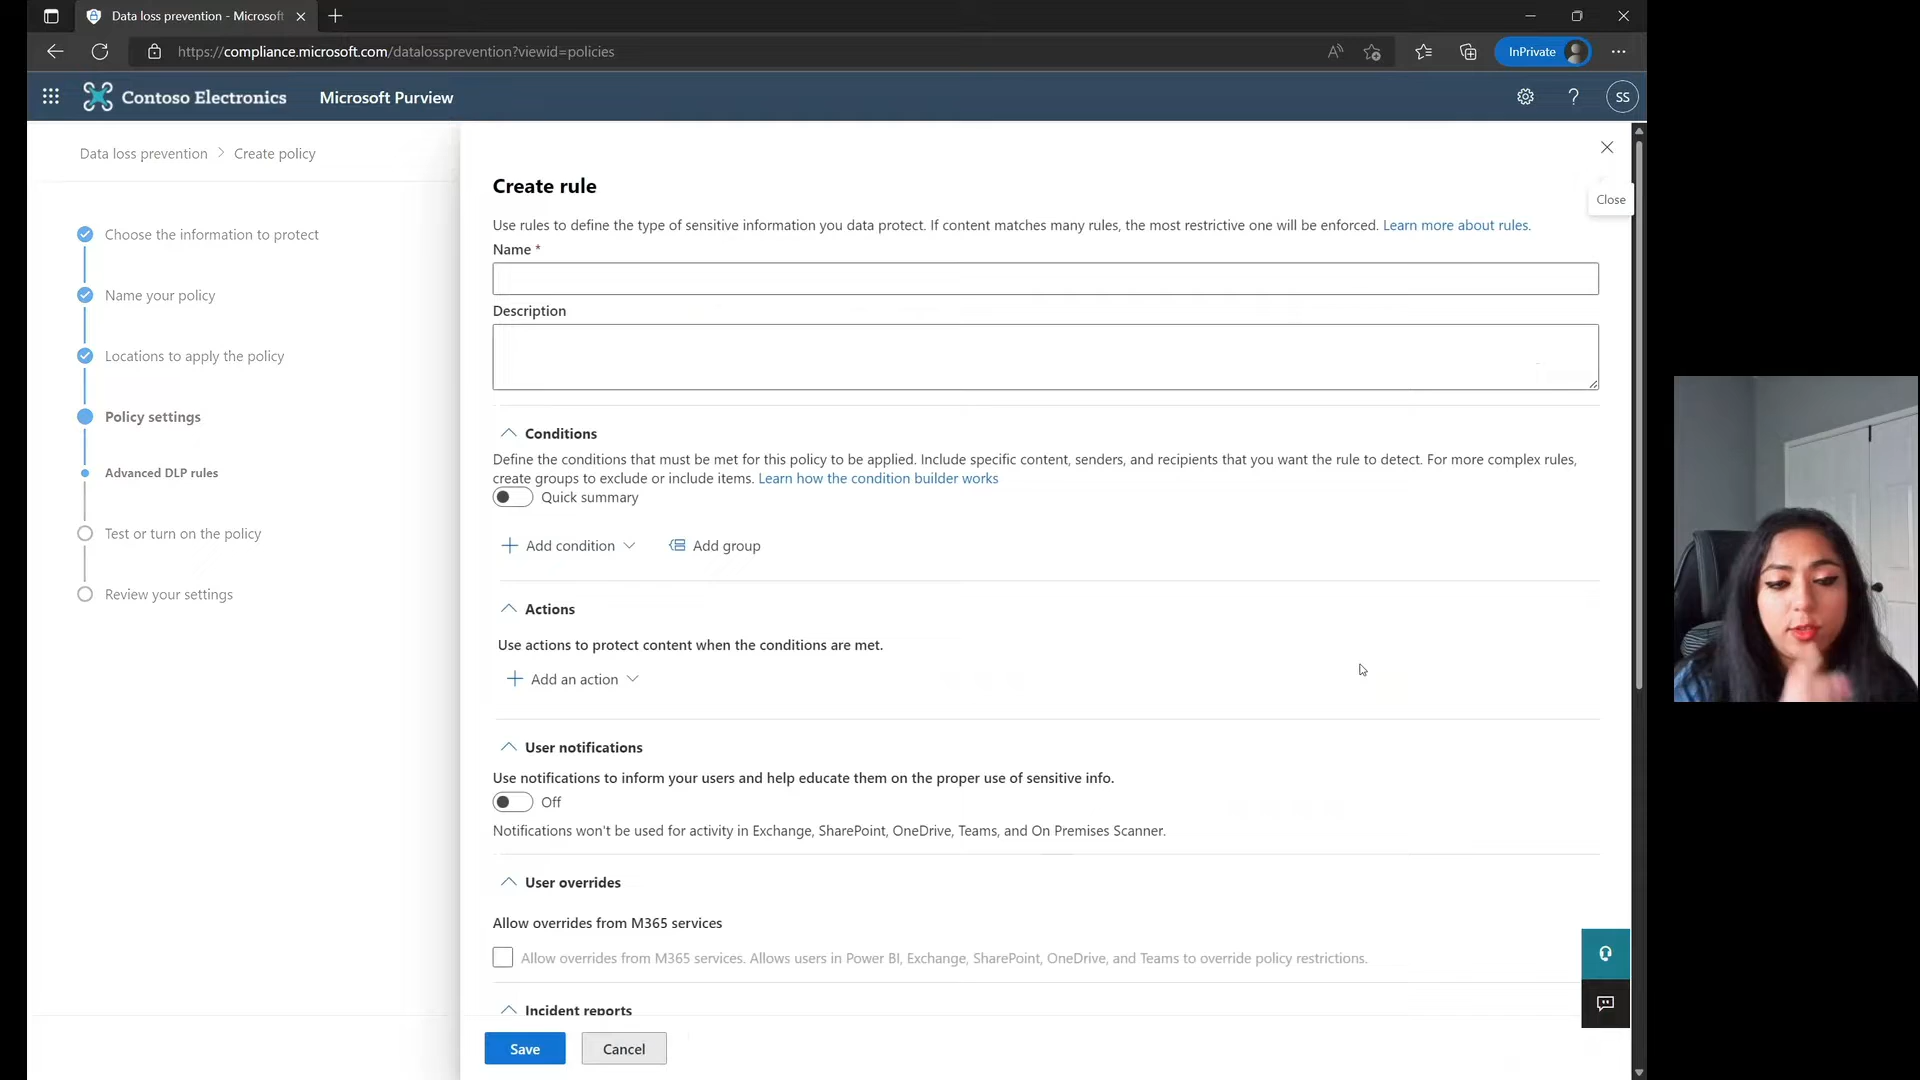 Data loss prevention - Microsoft
https://compliance.microsoft.com/datalossprevention?viewid=policies
InPrivate
Contoso Electronics
Microsoft Purview
SS
Data loss prevention > Create policy
Choose the information to protect
Name your policy
Locations to apply the policy
Policy settings
Advanced DLP rules
Test or turn on the policy
Review your settings
Close
Create rule
Use rules to define the type of sensitive information you data protect. If content matches many rules, the most restrictive one will be enforced. Learn more about rules.
Name *
Description
Conditions
Define the conditions that must be met for this policy to be applied. Include specific content, senders, and recipients that you want the rule to detect. For more complex rules,
create groups to exclude or include items. Learn how the condition builder works
Quick summary
Add condition
Add group
Actions
Use actions to protect content when the conditions are met.
Add an action
User notifications
Use notifications to inform your users and help educate them on the proper use of sensitive info.
Off
Notifications won't be used for activity in Exchange, SharePoint, OneDrive, Teams, and On Premises Scanner.
User overrides
Allow overrides from M365 services
Allow overrides from M365 services. Allows users in Power BI, Exchange, SharePoint, OneDrive, and Teams to override policy restrictions.
Incident reports
Save
Cancel